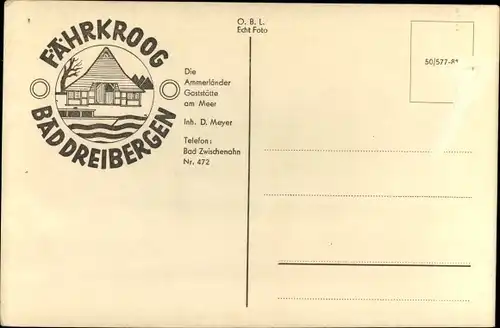 FÄHRKROOG
BAD DREIBERGEN
Die
Ammerländer
Gaststätte
am Meer
Inh. D. Meyer
Telefon:
Bad Zwischenahn
Nr. 472
O. B. L.
Echt Foto